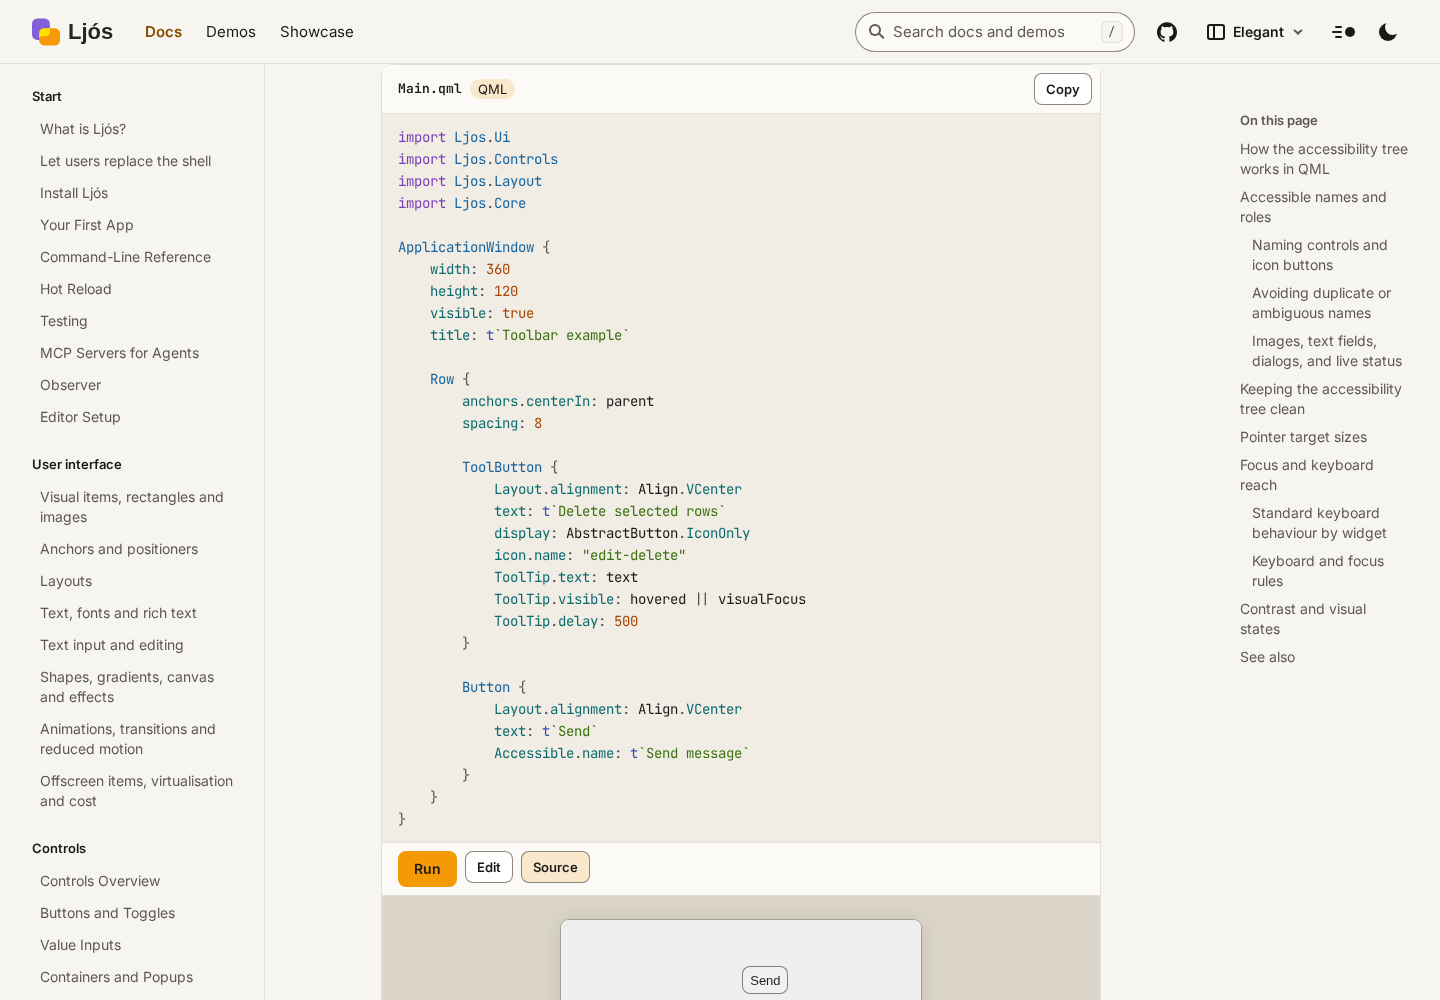 Ljós
Docs
Demos
Showcase
Search docs and demos
/
Elegant
Start
What is Ljós?
Let users replace the shell
Install Ljós
Your First App
Command-Line Reference
Hot Reload
Testing
MCP Servers for Agents
Observer
Editor Setup
User interface
Visual items, rectangles and
images
Anchors and positioners
Layouts
Text, fonts and rich text
Text input and editing
Shapes, gradients, canvas
and effects
Animations, transitions and
reduced motion
Offscreen items, virtualisation
and cost
Controls
Controls Overview
Buttons and Toggles
Value Inputs
Containers and Popups
Main.qml
QML
Copy
import Ljos.Ui
import Ljos.Controls
import Ljos.Layout
import Ljos.Core
ApplicationWindow {
    width: 360
    height: 120
    visible: true
    title: t`Toolbar example`
    Row {
        anchors.centerIn: parent
        spacing: 8
        ToolButton {
            Layout.alignment: Align.VCenter
            text: t`Delete selected rows`
            display: AbstractButton.IconOnly
            icon.name: "edit-delete"
            ToolTip.text: text
            ToolTip.visible: hovered || visualFocus
            ToolTip.delay: 500
        }
        Button {
            Layout.alignment: Align.VCenter
            text: t`Send`
            Accessible.name: t`Send message`
        }
    }
}
Run
Edit
Source
Send
On this page
How the accessibility tree
works in QML
Accessible names and
roles
Naming controls and
icon buttons
Avoiding duplicate or
ambiguous names
Images, text fields,
dialogs, and live status
Keeping the accessibility
tree clean
Pointer target sizes
Focus and keyboard
reach
Standard keyboard
behaviour by widget
Keyboard and focus
rules
Contrast and visual
states
See also